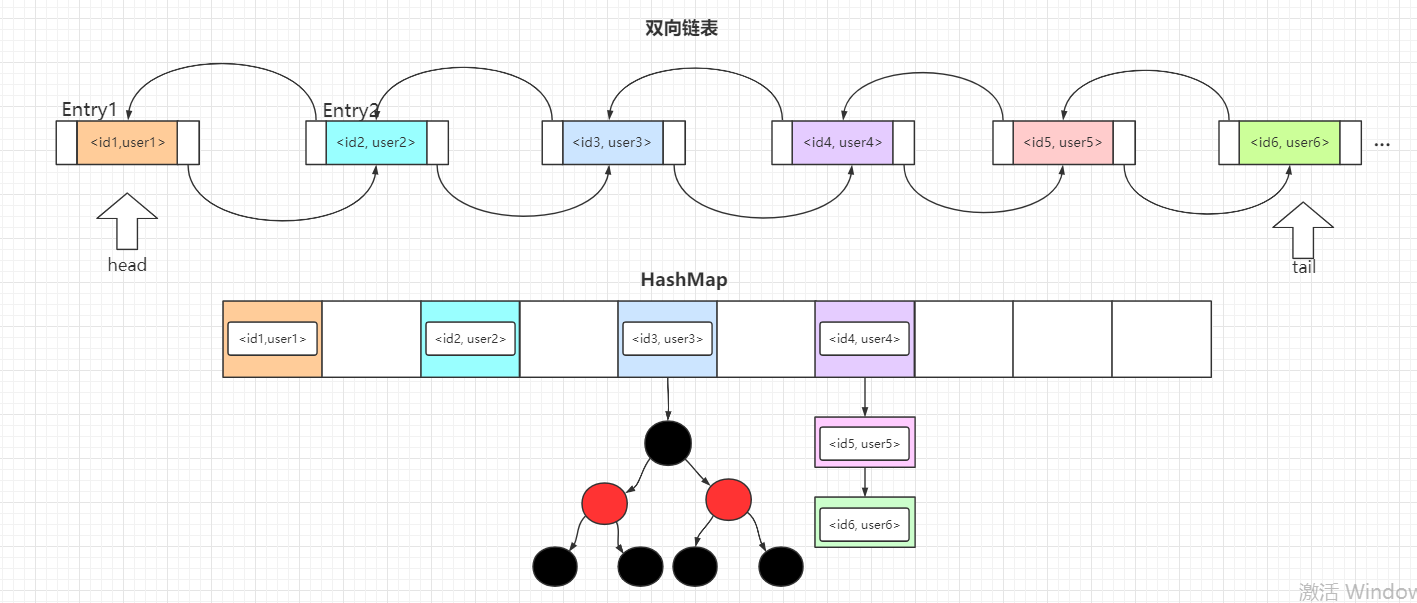 双向链表
Entry1
Entry2
<id1,user1>
<id2, user2>
<id3, user3>
<id4, user4>
<id5, user5>
<id6, user6>
...
head
tail
HashMap
<id1,user1>
<id2, user2>
<id3, user3>
<id4, user4>
<id5, user5>
<id6, user6>
激活 Window